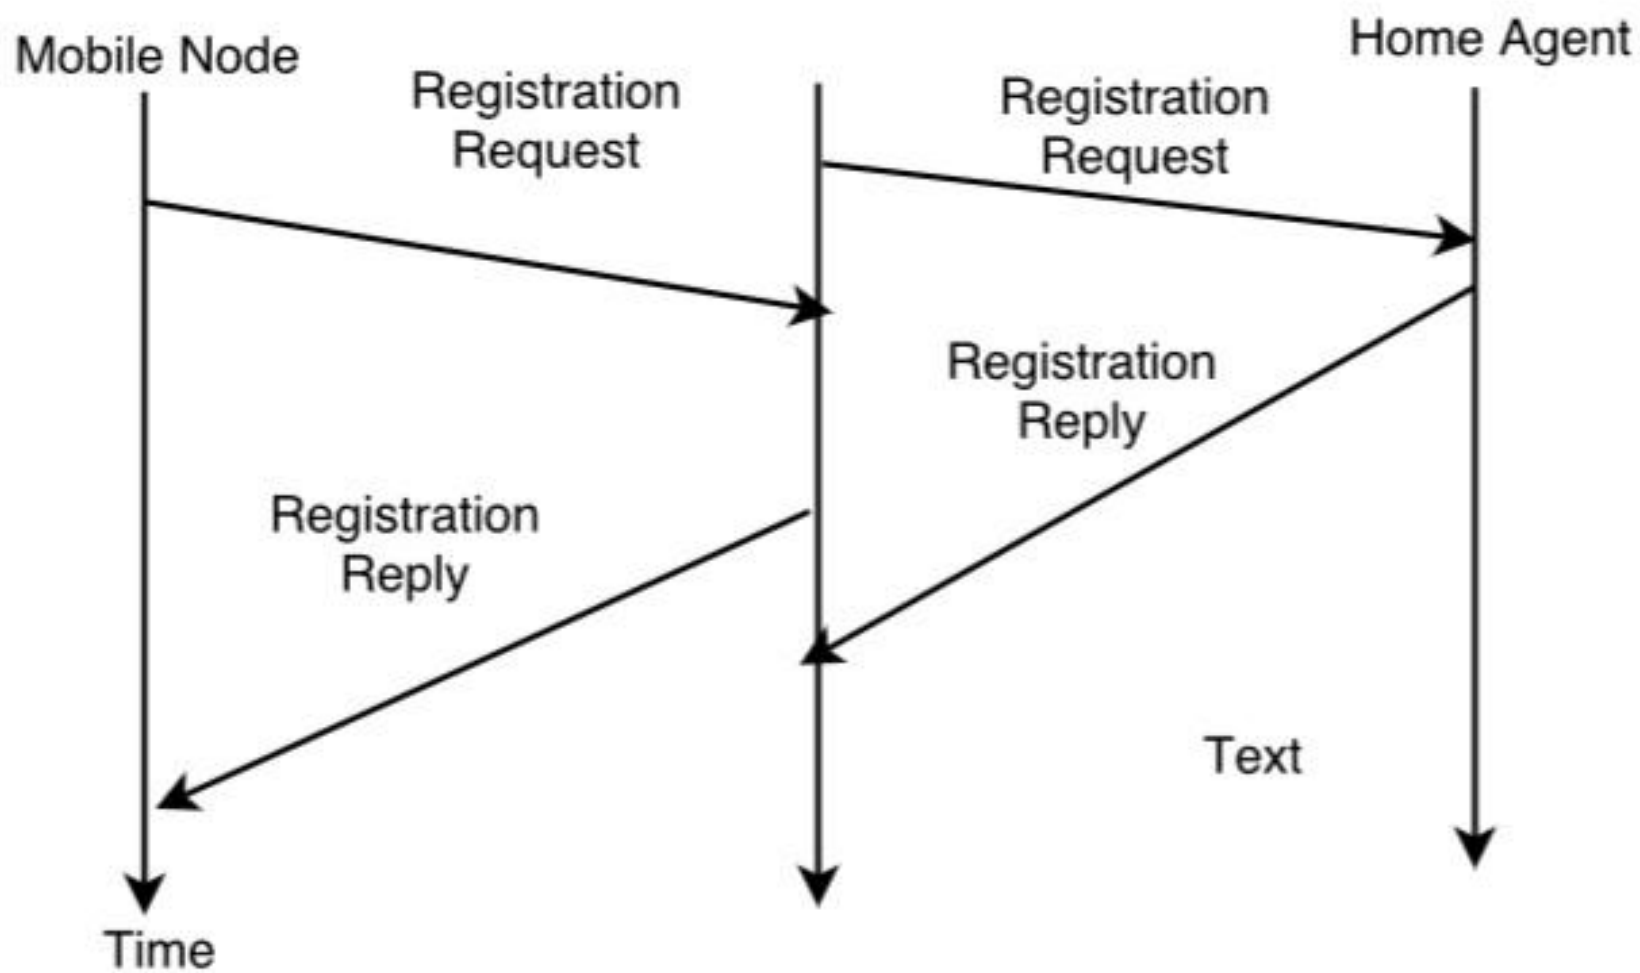 Mobile Node
Home Agent
Registration
Request
Registration
Request
Registration
Reply
Registration
Reply
Text
Time